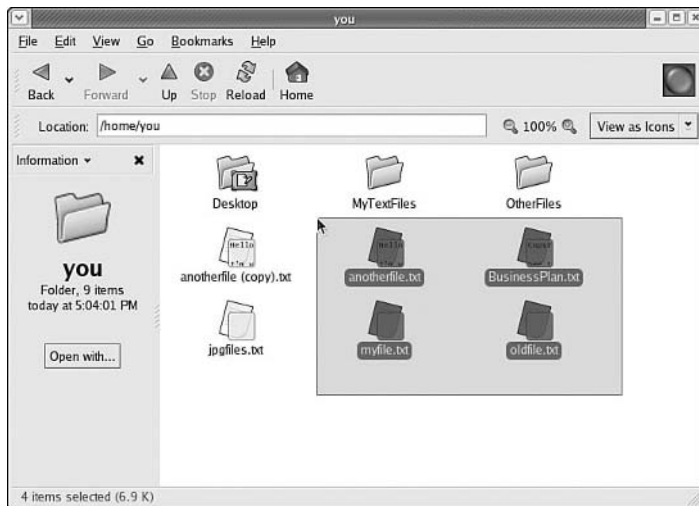 you
File Edit View Go Bookmarks Help
Back Forward Up Stop Reload Home
Location: /home/you 100% View as Icons
Information
you
Folder, 9 items
today at 5:04:01 PM
Open with...
Desktop MyTextFiles OtherFiles
anotherfile (copy).txt anotherfile.txt BusinessPlan.txt
jpgfiles.txt myfile.txt oldfile.txt
4 items selected (6.9 K)